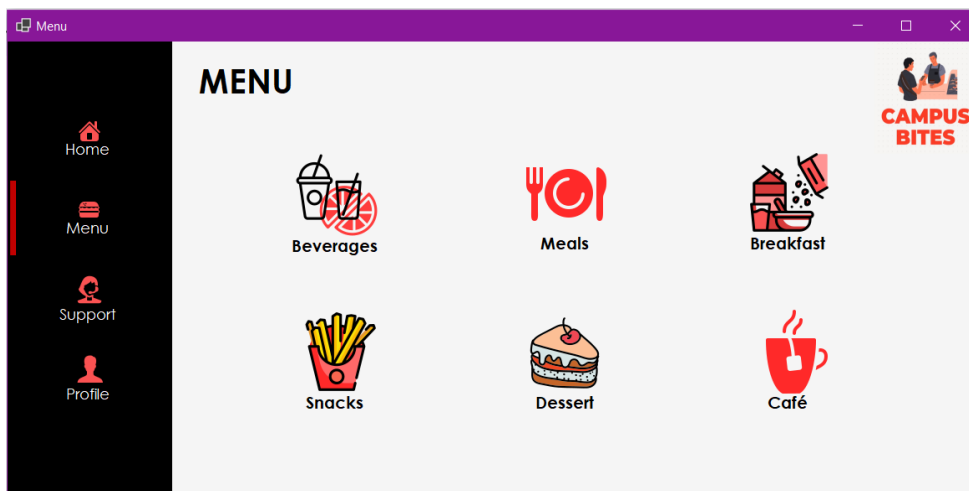 Menu
MENU
CAMPUS
BITES
Home
Menu
Support
Profile
Beverages
Meals
Breakfast
Snacks
Dessert
Café